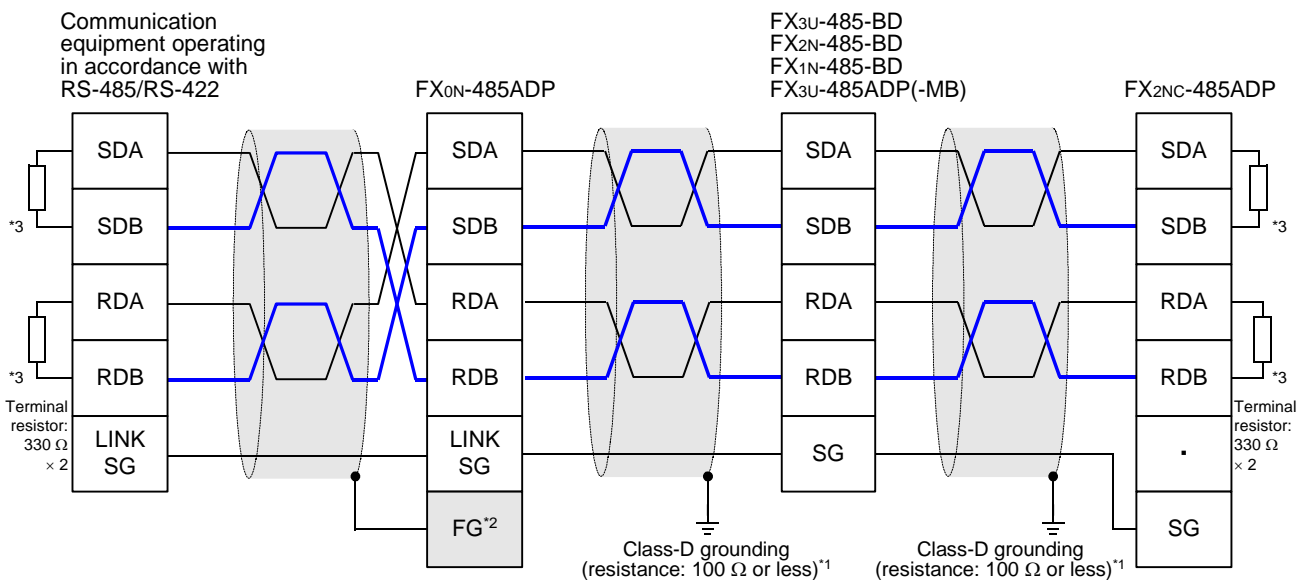 Communication
equipment operating
in accordance with
RS-485/RS-422
FX0N-485ADP
FX3U-485-BD
FX2N-485-BD
FX1N-485-BD
FX3U-485ADP(-MB)
FX2NC-485ADP
SDA
SDB
RDA
RDB
LINK
SG
*3
*3
Terminal
resistor:
330 Ω
× 2
SDA
SDB
RDA
RDB
LINK
SG
FG*2
SDA
SDB
RDA
RDB
SG
Class-D grounding
(resistance: 100 Ω or less)*1
Class-D grounding
(resistance: 100 Ω or less)*1
SDA
SDB
RDA
RDB
.
SG
*3
*3
Terminal
resistor:
330 Ω
× 2